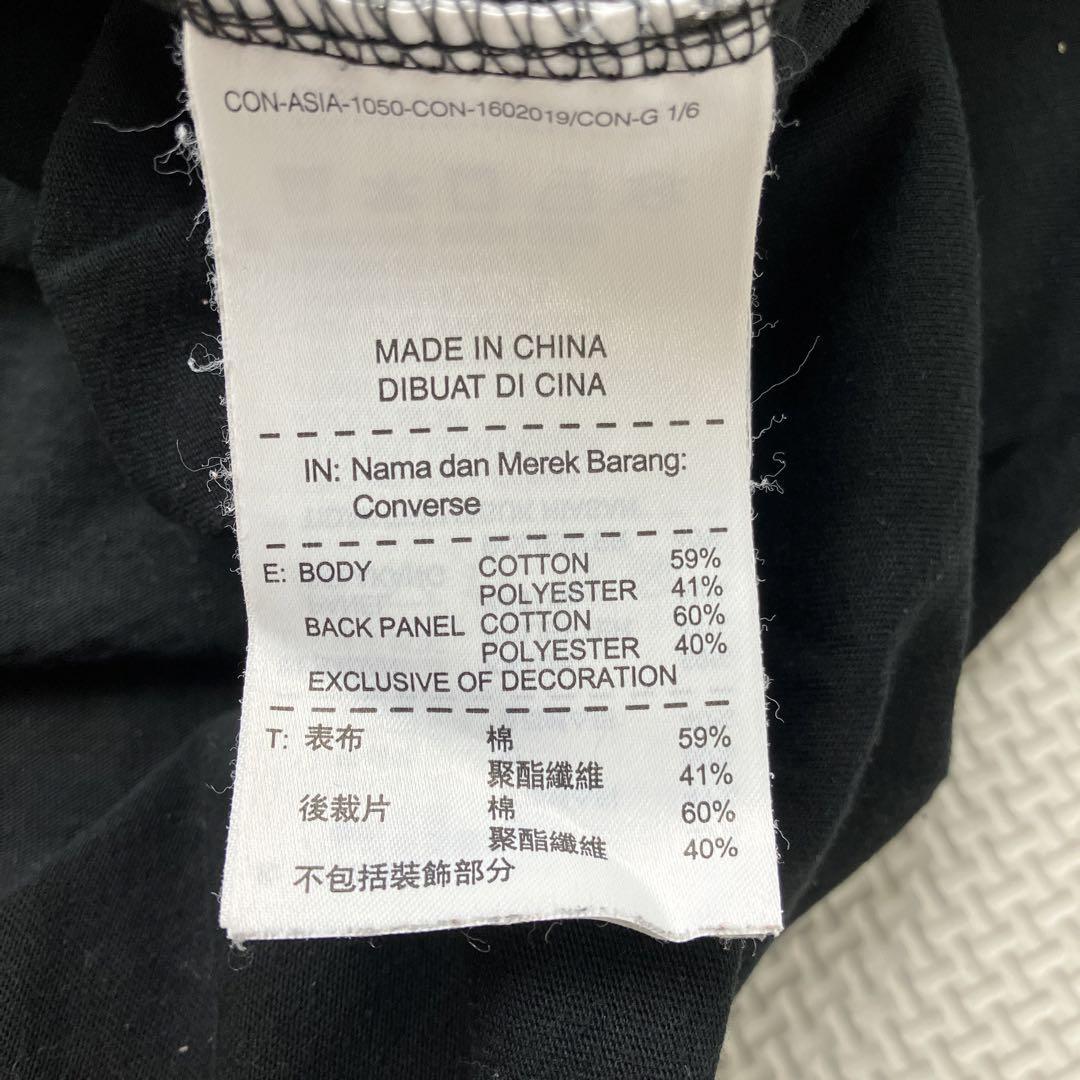 CON-ASIA-1050-CON-1602019/CON-G 1/6
MADE IN CHINA
DIBUAT DI CINA
IN: Nama dan Merek Barang:
Converse
E: BODY COTTON 59%
POLYESTER 41%
BACK PANEL COTTON 60%
POLYESTER 40%
EXCLUSIVE OF DECORATION
T: 表布 棉 59%
聚酯纖維 41%
後裁片 棉 60%
聚酯纖維 40%
不包括裝飾部分